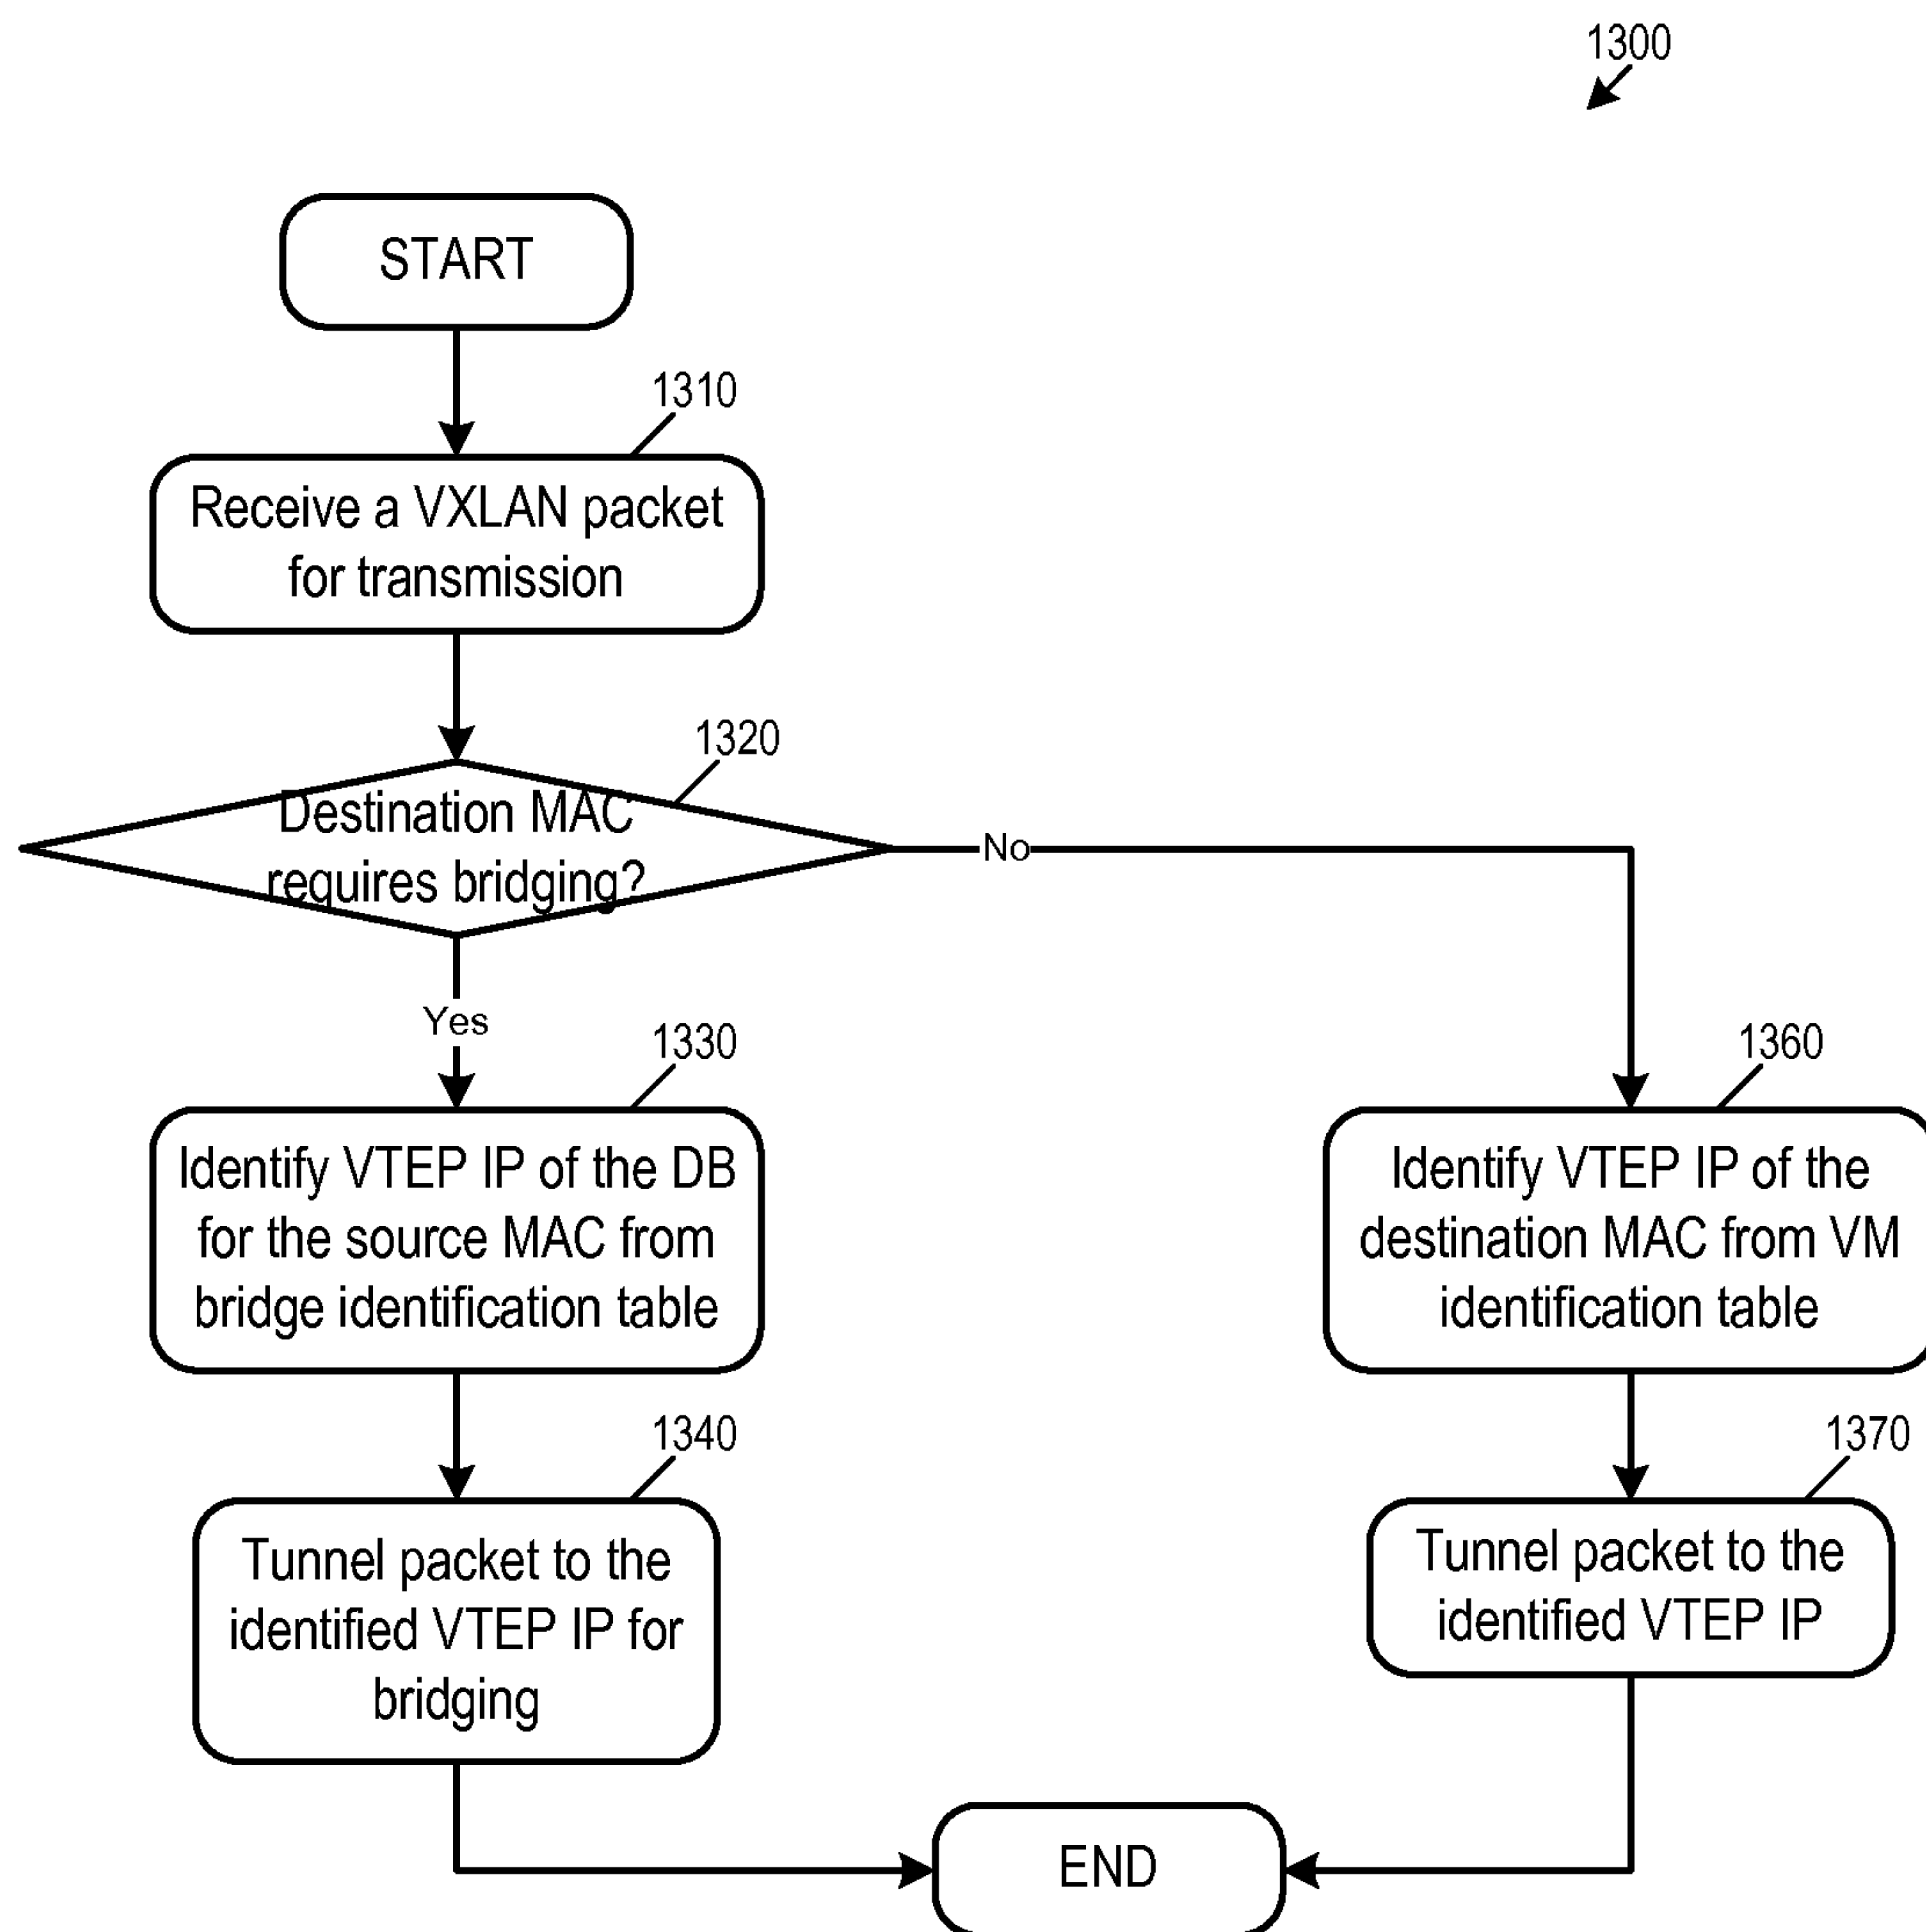 1300
START
1310
Receive a VXLAN packet
for transmission
1320
Destination MAC
requires bridging?
No
Yes
1330
Identify VTEP IP of the DB
for the source MAC from
bridge identification table
1360
Identify VTEP IP of the
destination MAC from VM
identification table
1340
Tunnel packet to the
identified VTEP IP for
bridging
1370
Tunnel packet to the
identified VTEP IP
END